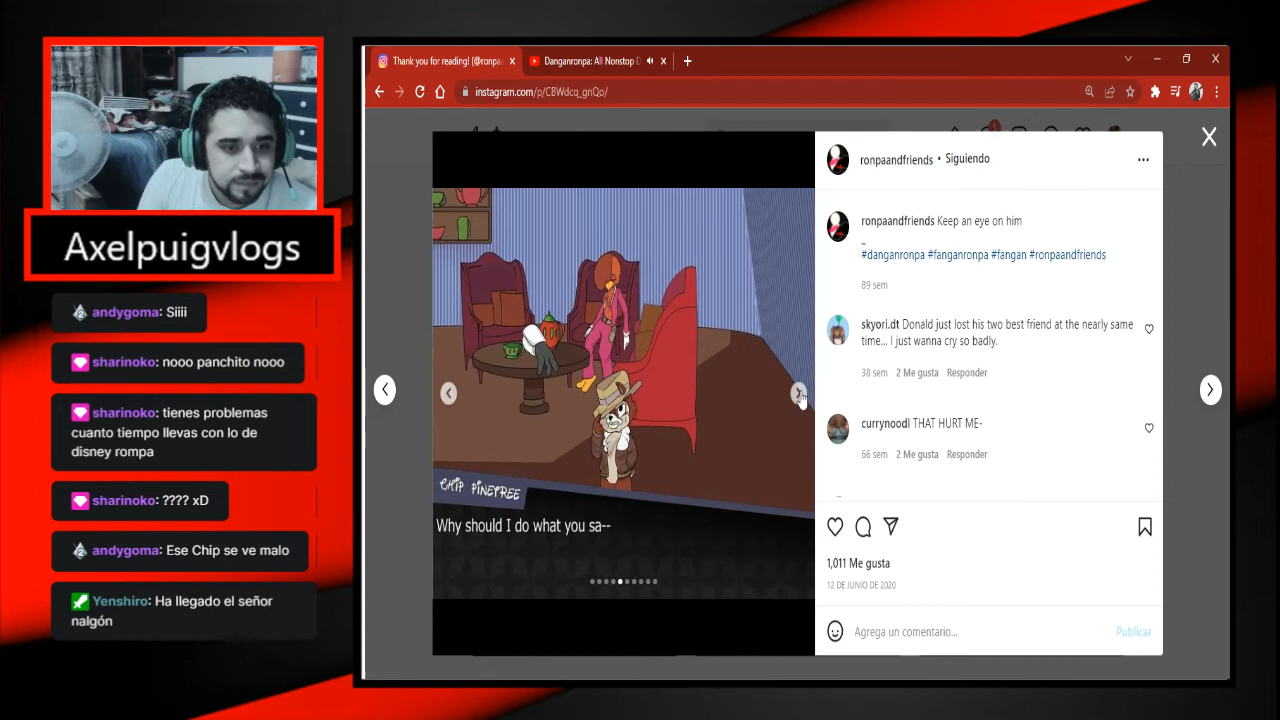 Thank you for reading! (@ronpaa
Danganronpa: All Nonstop D
instagram.com/p/CBWdcq_gnQo/
Axelpuigvlogs
andygoma: Siiii
sharinoko: nooo panchito nooo
sharinoko: tienes problemas
cuanto tiempo llevas con lo de
disney rompa
sharinoko: ???? xD
andygoma: Ese Chip se ve malo
Yenshiro: Ha llegado el señor
nalgón
CHIP PINETREE
Why should I do what you sa--
ronpaandfriends • Siguiendo
ronpaandfriends Keep an eye on him
_
#danganronpa #fanganronpa #fangan #ronpaandfriends
89 sem
skyori.dt Donald just lost his two best friend at the nearly same
time... I just wanna cry so badly.
38 sem 2 Me gusta Responder
currynoodl THAT HURT ME-
66 sem 2 Me gusta Responder
1,011 Me gusta
12 DE JUNIO DE 2020
Agrega un comentario... Publicar